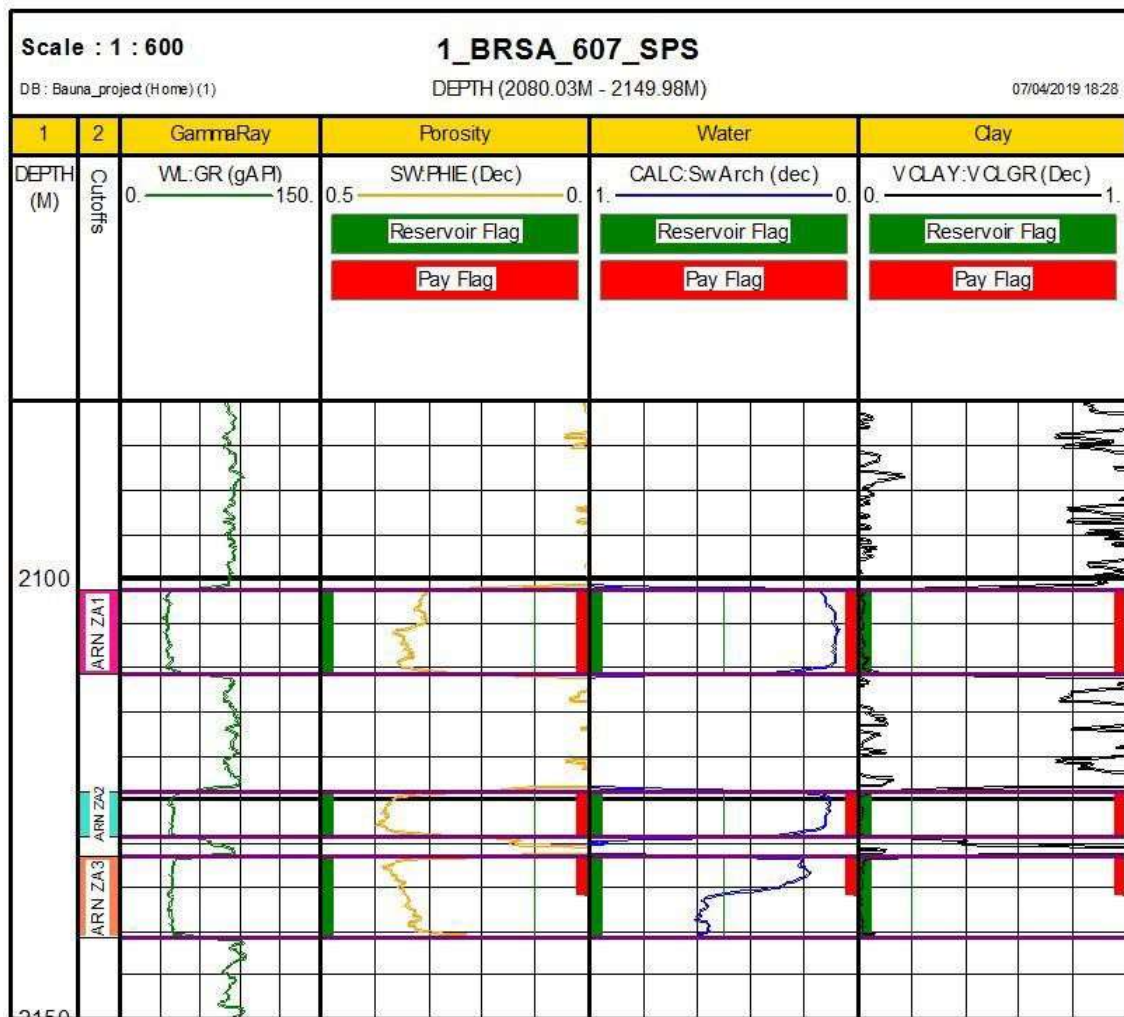 Scale : 1 : 600
1_BRSA_607_SPS
DB : Bauna_project (Home) (1)
DEPTH (2080.03M - 2149.98M)
07/04/2019 18:28
1
2
GammaRay
Porosity
Water
Clay
DEPTH
(M)
Cutoffs
WL:GR (gAPI)
0.
150.
SW:PHIE (Dec)
0.5
0.
CALC:SwArch (dec)
1.
0.
VCLAY:VCLGR (Dec)
0.
1.
Reservoir Flag
Reservoir Flag
Reservoir Flag
Pay Flag
Pay Flag
Pay Flag
2100
ARN ZA1
ARN ZA2
ARN ZA3
2150